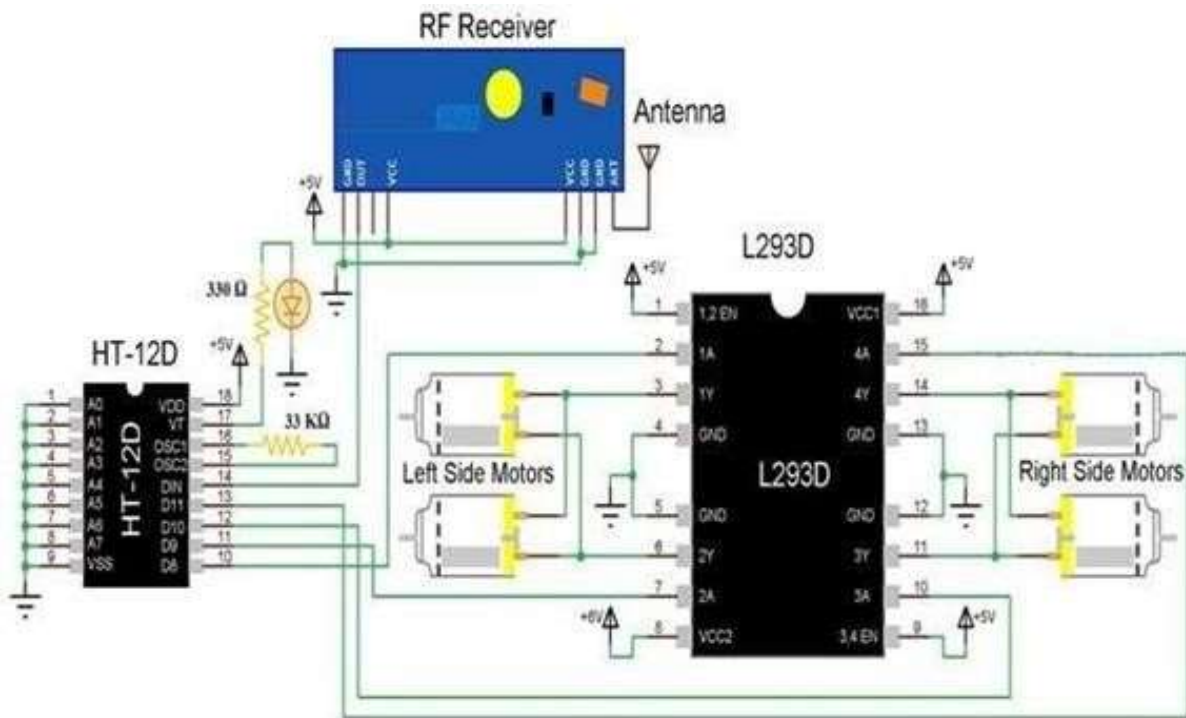 RF Receiver
Antenna
GND
OUT
VCC
VCC
GND
GND
ANT
+5V
330 Ω
+5V
33 KΩ
HT-12D
HT-12D
1 A0
2 A1
3 A2
4 A3
5 A4
6 A5
7 A6
8 A7
9 VSS
VDD 18
VT 17
OSC1 16
OSC2 15
DIN 14
D11 13
D10 12
D9 11
D8 10
L293D
L293D
+5V
+5V
1 1,2 EN
2 1A
3 1Y
4 GND
5 GND
6 2Y
7 2A
8 VCC2
VCC1 16
4A 15
4Y 14
GND 13
GND 12
3Y 11
3A 10
3,4 EN 9
+6V
+5V
Left Side Motors
Right Side Motors